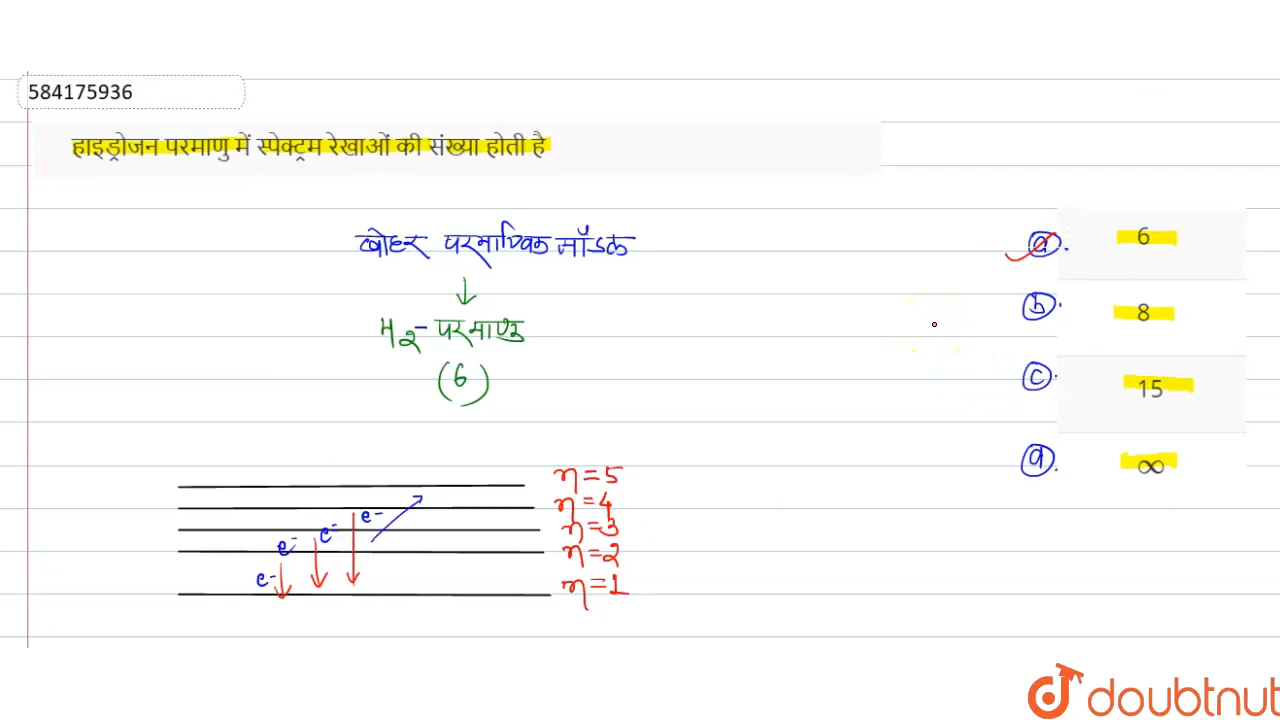 584175936
हाइड्रोजन परमाणु में स्पेक्ट्रम रेखाओं की संख्या होती है
बोहर परमाण्विक मॉडल
↓
H2-परमाणु
(6)
a. 6
b. 8
c. 15
d. ∞
n=5
n=4
n=3
n=2
n=1
e- e- e- e-
doubtnut